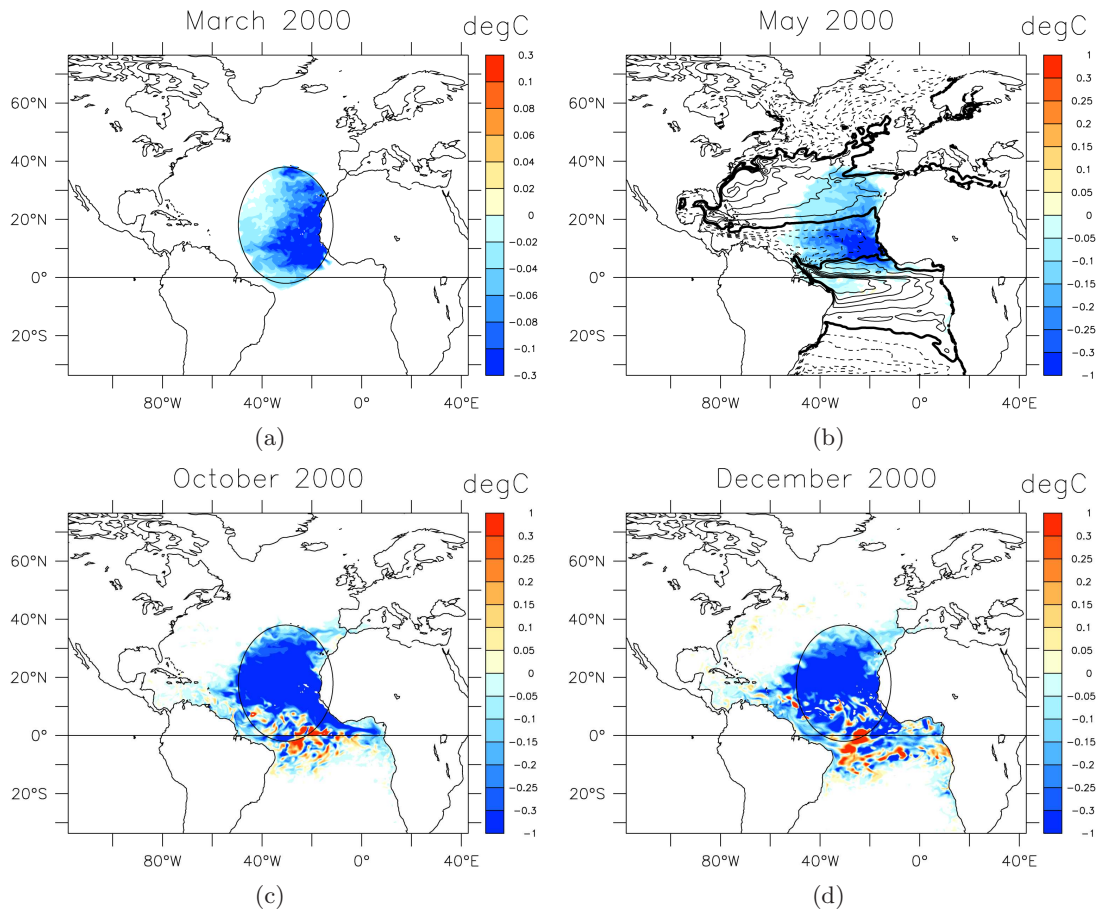 March 2000
degC
60°N
40°N
20°N
0°
20°S
80°W
40°W
0°
40°E
0.3
0.1
0.08
0.06
0.04
0.02
0
-0.02
-0.04
-0.06
-0.08
-0.1
-0.3
(a)
May 2000
degC
60°N
40°N
20°N
0°
20°S
80°W
40°W
0°
40°E
1
0.3
0.25
0.2
0.15
0.1
0.05
0
-0.05
-0.1
-0.15
-0.2
-0.25
-0.3
-1
(b)
October 2000
degC
60°N
40°N
20°N
0°
20°S
80°W
40°W
0°
40°E
1
0.3
0.25
0.2
0.15
0.1
0.05
0
-0.05
-0.1
-0.15
-0.2
-0.25
-0.3
-1
(c)
December 2000
degC
60°N
40°N
20°N
0°
20°S
80°W
40°W
0°
40°E
1
0.3
0.25
0.2
0.15
0.1
0.05
0
-0.05
-0.1
-0.15
-0.2
-0.25
-0.3
-1
(d)